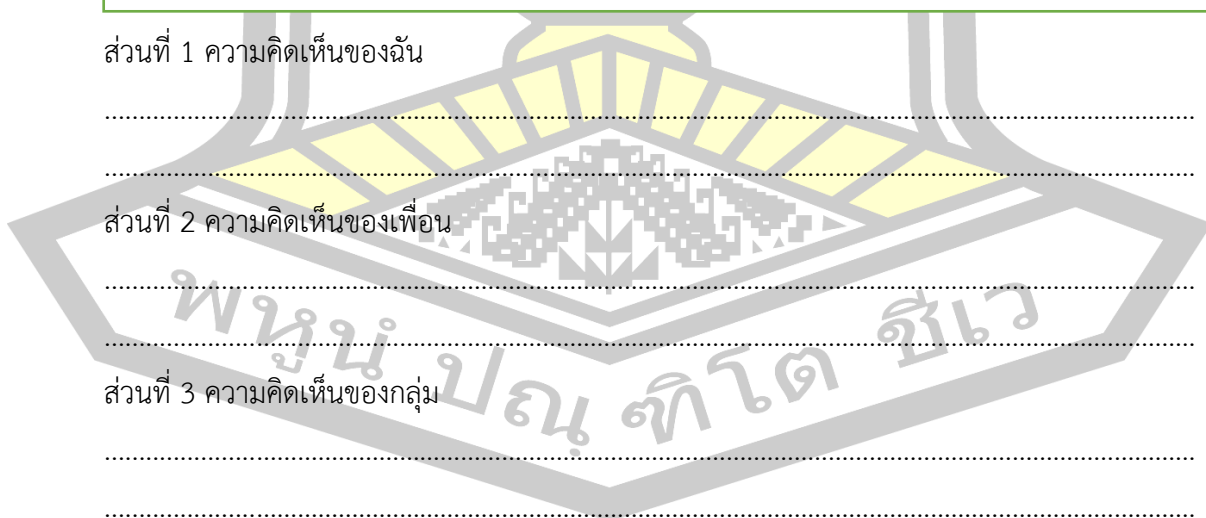 ส่วนที่ 1 ความคิดเห็นของฉัน
................................................................................
................................................................................
ส่วนที่ 2 ความคิดเห็นของเพื่อน
................................................................................
................................................................................
ส่วนที่ 3 ความคิดเห็นของกลุ่ม
................................................................................
................................................................................
พหูนํ ปณฺฑิโต ชีเว